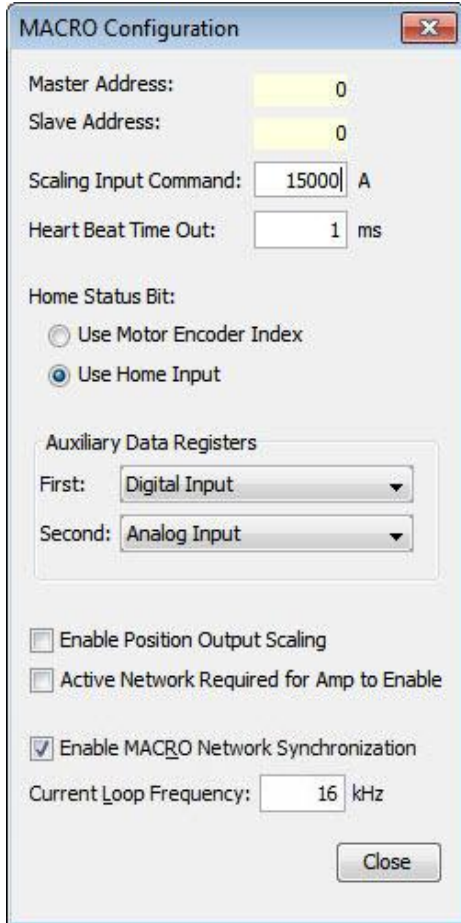 MACRO Configuration
Master Address: 0
Slave Address: 0
Scaling Input Command: 15000 A
Heart Beat Time Out: 1 ms
Home Status Bit:
Use Motor Encoder Index
Use Home Input
Auxiliary Data Registers
First: Digital Input
Second: Analog Input
Enable Position Output Scaling
Active Network Required for Amp to Enable
Enable MACRO Network Synchronization
Current Loop Frequency: 16 kHz
Close